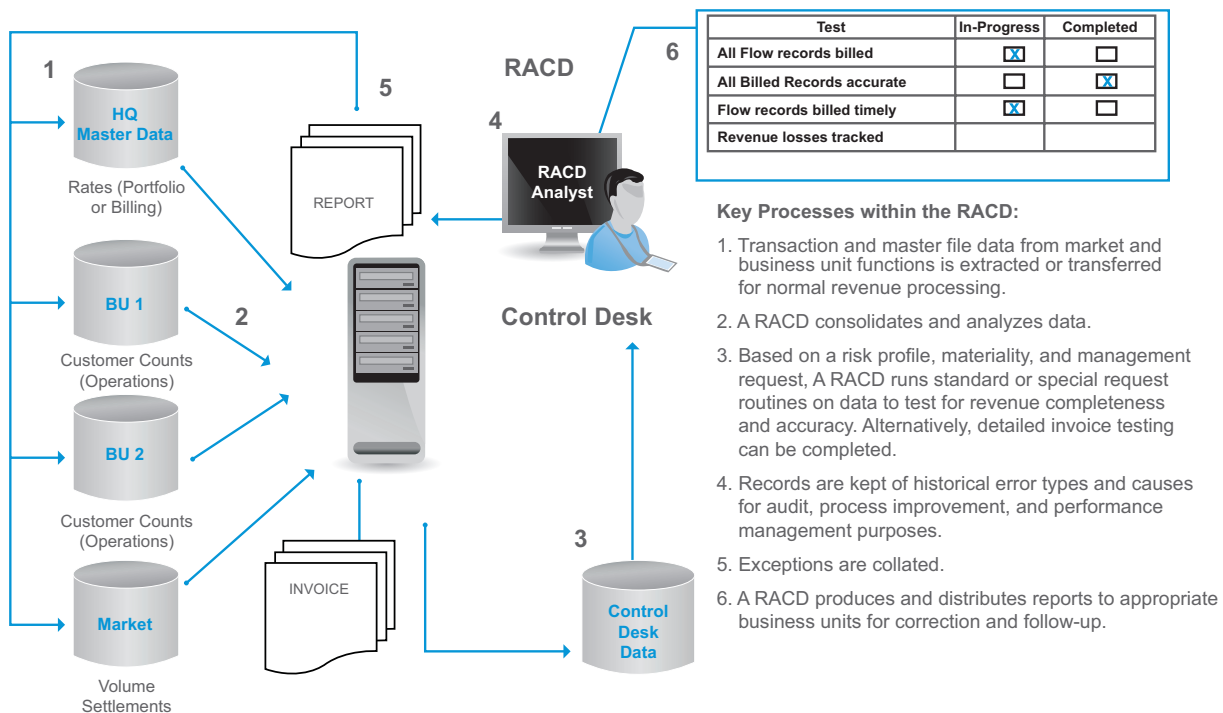 1
HQ
Master Data
Rates (Portfolio
or Billing)
BU 1
Customer Counts
(Operations)
BU 2
Customer Counts
(Operations)
Market
Volume
Settlements
2
5
REPORT
INVOICE
RACD
4
RACD
Analyst
Control Desk
3
Control
Desk
Data
6
Test In-Progress Completed
All Flow records billed X
All Billed Records accurate X
Flow records billed timely X
Revenue losses tracked
Key Processes within the RACD:
1. Transaction and master file data from market and
business unit functions is extracted or transferred
for normal revenue processing.
2. A RACD consolidates and analyzes data.
3. Based on a risk profile, materiality, and management
request, A RACD runs standard or special request
routines on data to test for revenue completeness
and accuracy. Alternatively, detailed invoice testing
can be completed.
4. Records are kept of historical error types and causes
for audit, process improvement, and performance
management purposes.
5. Exceptions are collated.
6. A RACD produces and distributes reports to appropriate
business units for correction and follow-up.